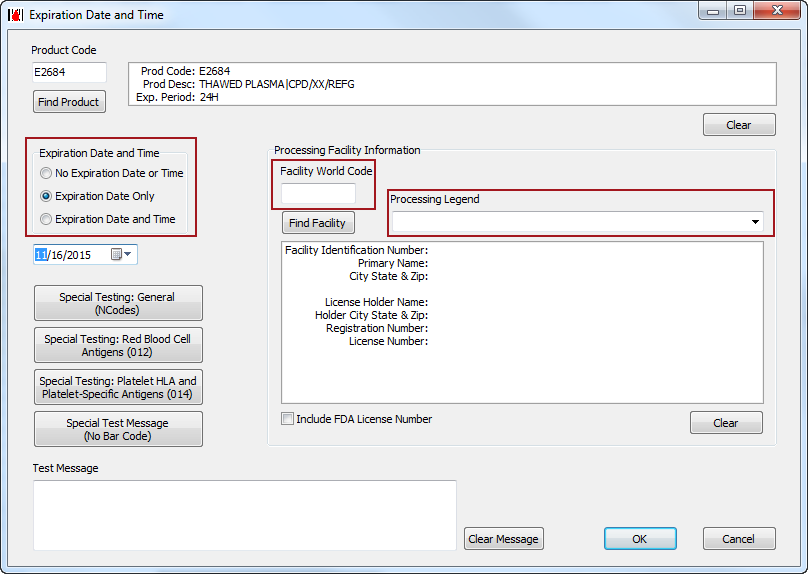 Expiration Date and Time
Product Code
E2684
Find Product
Prod Code: E2684
Prod Desc: THAWED PLASMA|CPD/XX/REFG
Exp. Period: 24H
Clear
Expiration Date and Time
No Expiration Date or Time
Expiration Date Only
Expiration Date and Time
11/16/2015
Special Testing: General
(NCodes)
Special Testing: Red Blood Cell
Antigens (012)
Special Testing: Platelet HLA and
Platelet-Specific Antigens (014)
Special Test Message
(No Bar Code)
Processing Facility Information
Facility World Code
Find Facility
Processing Legend
Facility Identification Number:
Primary Name:
City State & Zip:
License Holder Name:
Holder City State & Zip:
Registration Number:
License Number:
Include FDA License Number
Clear
Test Message
Clear Message
OK
Cancel